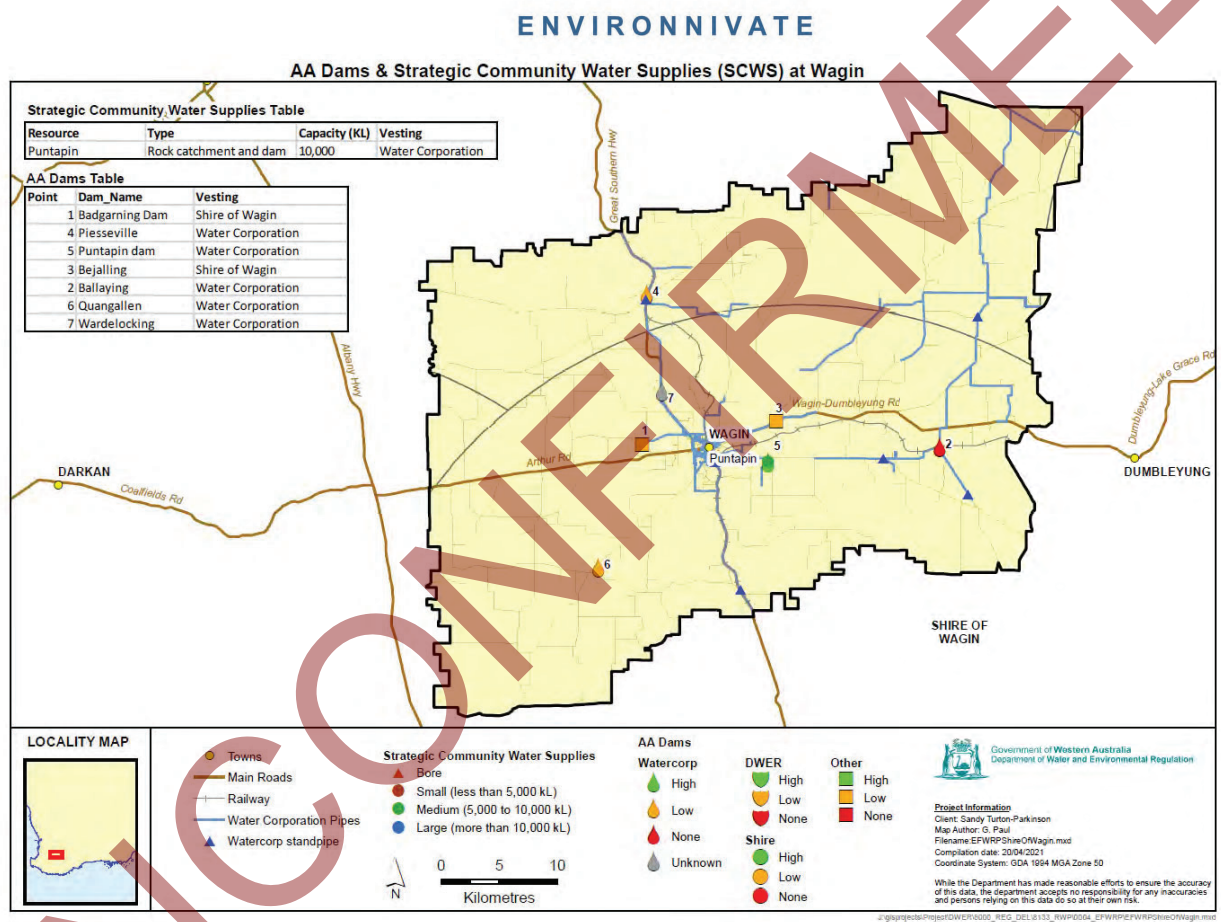 ENVIRONNIVATE
AA Dams & Strategic Community Water Supplies (SCWS) at Wagin
Strategic Community Water Supplies Table
Resource Type Capacity (KL) Vesting
Puntapin Rock catchment and dam 10,000 Water Corporation
AA Dams Table
Point Dam_Name Vesting
1 Badgarning Dam Shire of Wagin
4 Piesseville Water Corporation
5 Puntapin dam Water Corporation
3 Bejalling Shire of Wagin
2 Ballaying Water Corporation
6 Quangallen Water Corporation
7 Wardelocking Water Corporation
Great Southern Hwy
Albany Hwy
4
7
3
Wagin-Dumbleyung Rd
Dumbleyung-Lake Grace Rd
1
WAGIN
5
2
Puntapin
Arthur Rd
DARKAN
Coalfields Rd
DUMBLEYUNG
6
SHIRE OF
WAGIN
UNCONFIRMED
LOCALITY MAP
Towns
Main Roads
Railway
Water Corporation Pipes
Watercorp standpipe
Strategic Community Water Supplies
Bore
Small (less than 5,000 kL)
Medium (5,000 to 10,000 kL)
Large (more than 10,000 kL)
N
0 5 10
Kilometres
AA Dams
Watercorp
High
Low
None
Unknown
DWER
High
Low
None
Shire
High
Low
None
Other
High
Low
None
Government of Western Australia
Department of Water and Environmental Regulation
Project Information
Client: Sandy Turton-Parkinson
Map Author: G. Paul
Filename:EFWRPShireOfWagin.mxd
Compilation date: 20/04/2021
Coordinate System: GDA 1994 MGA Zone 50
While the Department has made reasonable efforts to ensure the accuracy
of this data, the department accepts no responsibility for any inaccuracies
and persons relying on this data do so at their own risk.